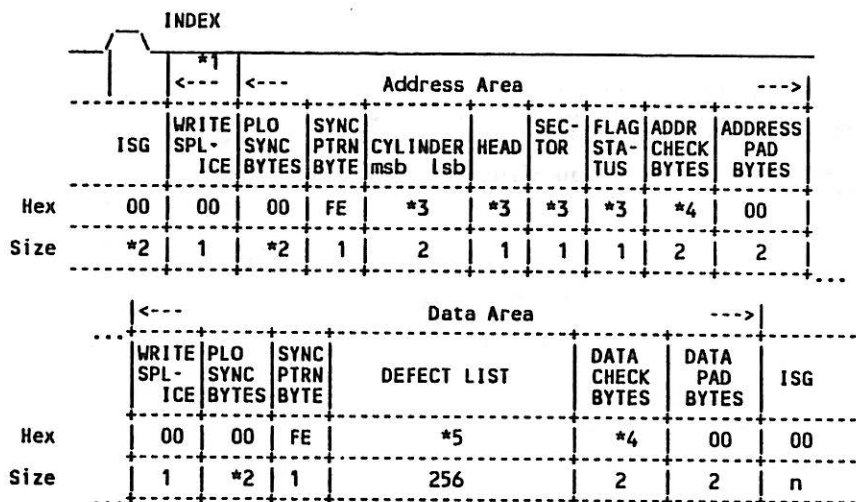 INDEX
*1
<--- <--- Address Area --->
ISG WRITE SPL- ICE PLO SYNC BYTES SYNC PTRN BYTE CYLINDER msb lsb HEAD SEC- TOR FLAG STA- TUS ADDR CHECK BYTES ADDRESS PAD BYTES
Hex 00 00 00 FE *3 *3 *3 *3 *4 00
Size *2 1 *2 1 2 1 1 1 2 2 ...
<--- Data Area --->
... WRITE SPL- ICE PLO SYNC BYTES SYNC PTRN BYTE DEFECT LIST DATA CHECK BYTES DATA PAD BYTES ISG
Hex 00 00 FE *5 *4 00 00
Size 1 *2 1 256 2 2 n